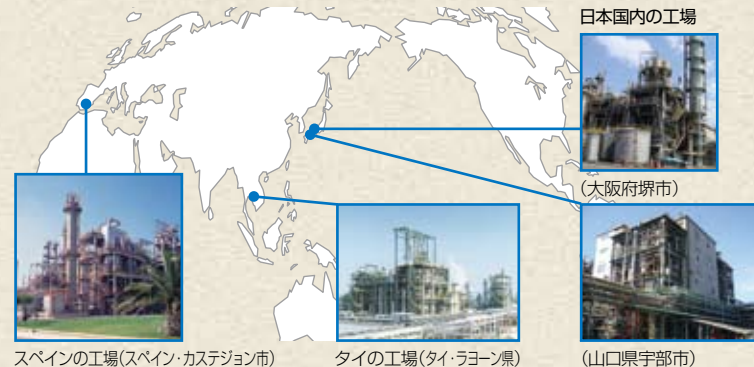 日本国内の工場
(大阪府堺市)
スペインの工場(スペイン・カステジョン市)
タイの工場(タイ・ラヨーン県)
(山口県宇部市)